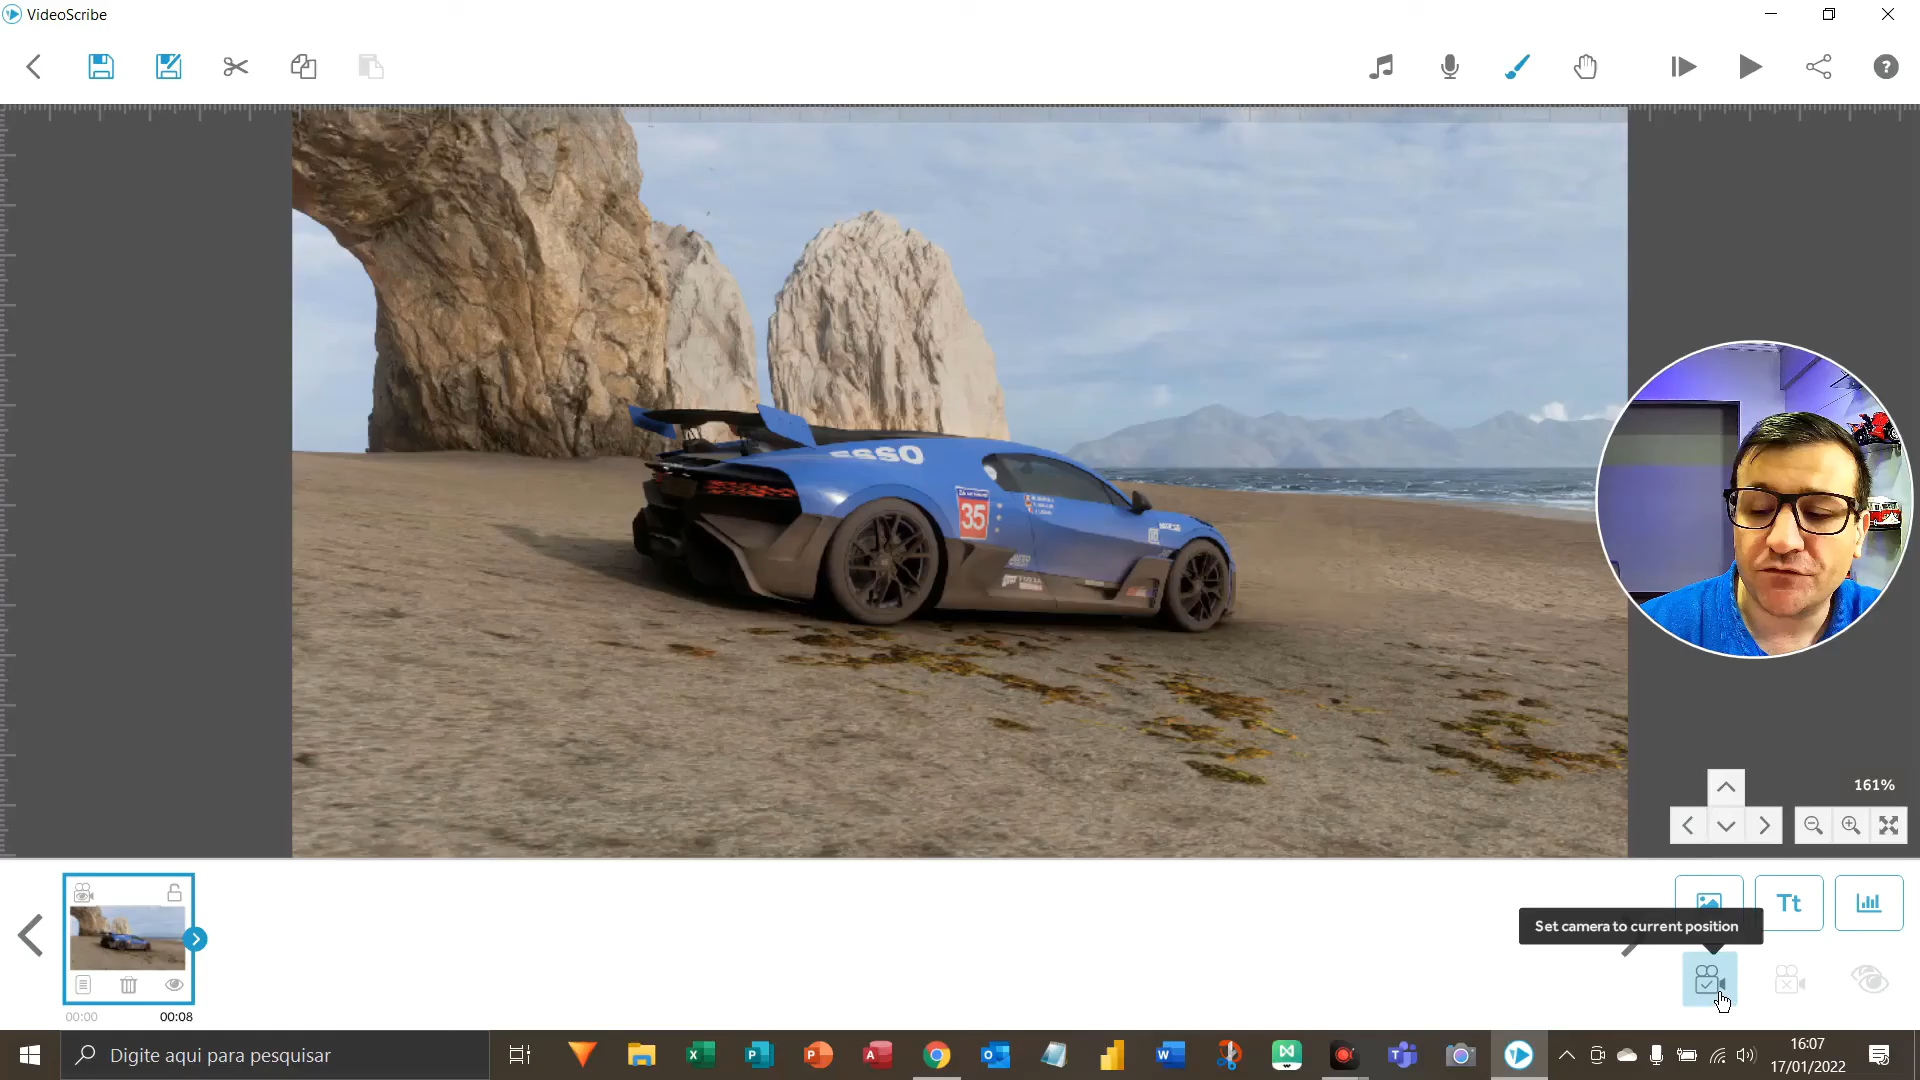 VideoScribe
ESSO
35
161%
Tt
Set camera to current position
00:00
00:08
Digite aqui para pesquisar
16:07
17/01/2022